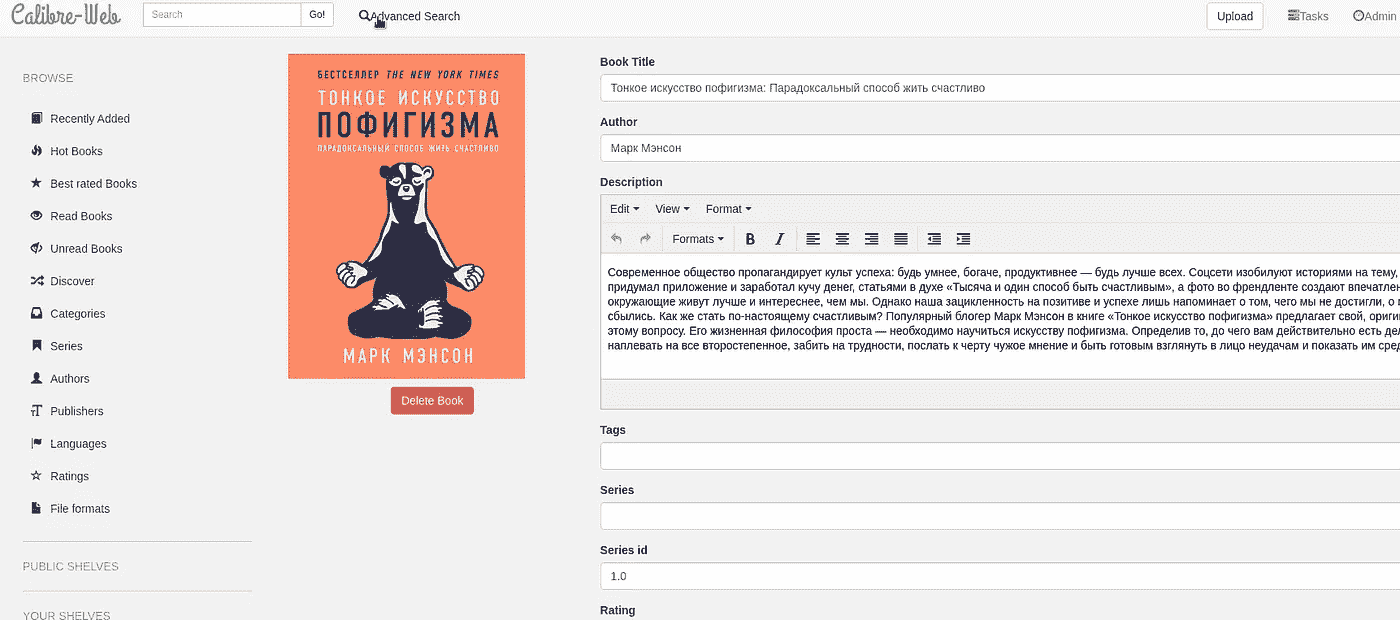 Calibre-Web
Search
Go!
Advanced Search
Upload
Tasks
Admin
BROWSE
Recently Added
Hot Books
Best rated Books
Read Books
Unread Books
Discover
Categories
Series
Authors
Publishers
Languages
Ratings
File formats
PUBLIC SHELVES
YOUR SHELVES
БЕСТСЕЛЛЕР THE NEW YORK TIMES
ТОНКОЕ ИСКУССТВО
ПОФИГИЗМА
ПАРАДОКСАЛЬНЫЙ СПОСОБ ЖИТЬ СЧАСТЛИВО
МАРК МЭНСОН
Delete Book
Book Title
Тонкое искусство пофигизма: Парадоксальный способ жить счастливо
Author
Марк Мэнсон
Description
Edit View Format
Formats B I
Современное общество пропагандирует культ успеха: будь умнее, богаче, продуктивнее — будь лучше всех. Соцсети изобилуют историями на тему,
придумал приложение и заработал кучу денег, статьями в духе «Тысяча и один способ быть счастливым», а фото во френдленте создают впечатлен
окружающие живут лучше и интереснее, чем мы. Однако наша зацикленность на позитиве и успехе лишь напоминает о том, чего мы не достигли, о
сбылись. Как же стать по-настоящему счастливым? Популярный блогер Марк Мэнсон в книге «Тонкое искусство пофигизма» предлагает свой, ориги
этому вопросу. Его жизненная философия проста — необходимо научиться искусству пофигизма. Определив то, до чего вам действительно есть де
наплевать на все второстепенное, забить на трудности, послать к черту чужое мнение и быть готовым взглянуть в лицо неудачам и показать им сред
Tags
Series
Series id
1.0
Rating